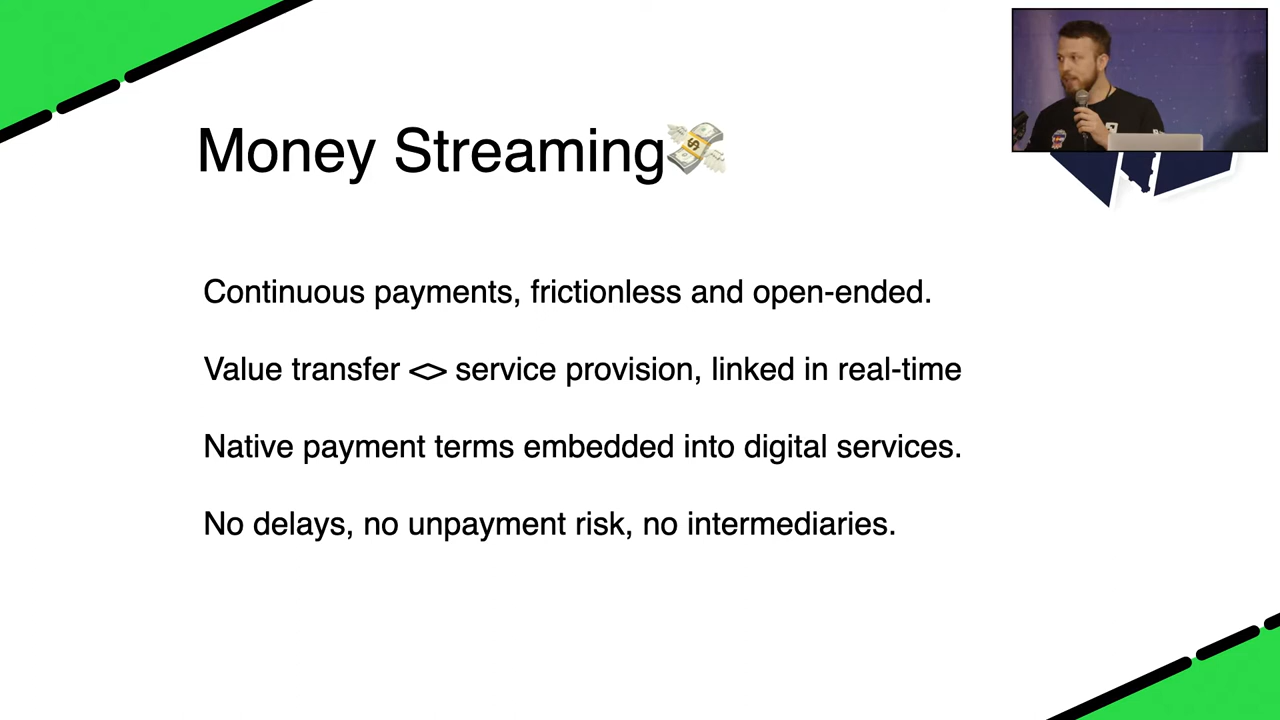 Money Streaming💸
Continuous payments, frictionless and open-ended.
Value transfer <> service provision, linked in real-time
Native payment terms embedded into digital services.
No delays, no unpayment risk, no intermediaries.